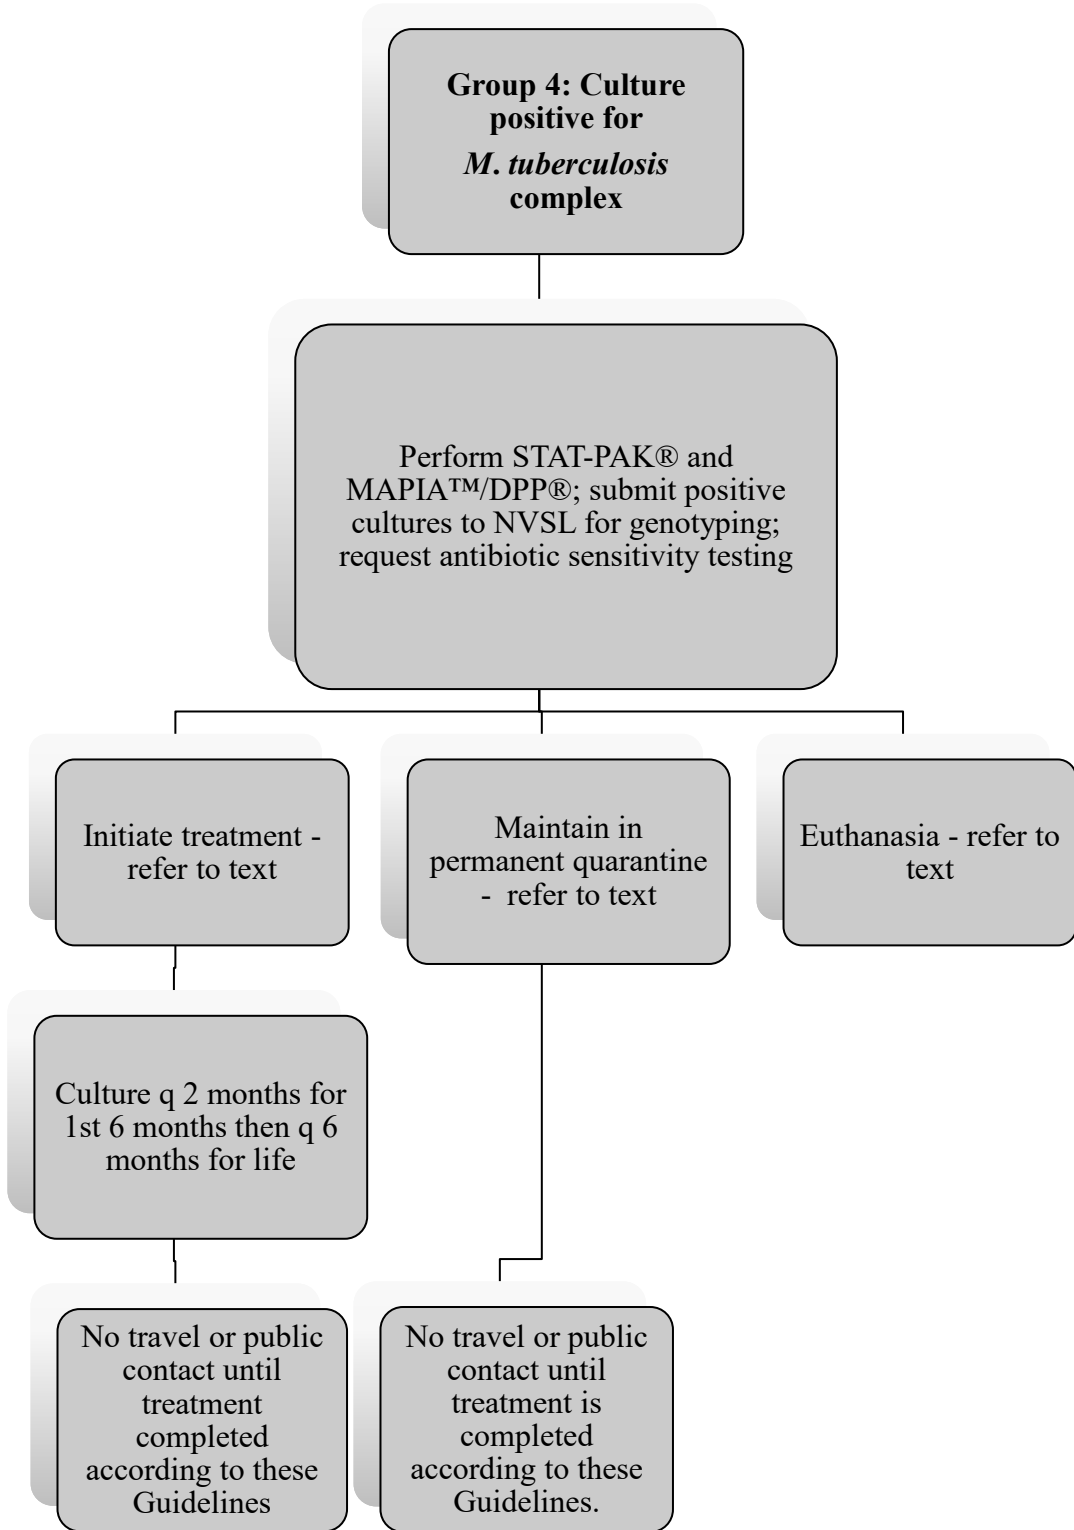 Group 4: Culture
positive for
M. tuberculosis
complex
Perform STAT-PAK® and
MAPIA™/DPP®; submit positive
cultures to NVSL for genotyping;
request antibiotic sensitivity testing
Initiate treatment -
refer to text
Maintain in
permanent quarantine
- refer to text
Euthanasia - refer to
text
Culture q 2 months for
1st 6 months then q 6
months for life
No travel or public
contact until
treatment
completed
according to these
Guidelines
No travel or public
contact until
treatment is
completed
according to these
Guidelines.